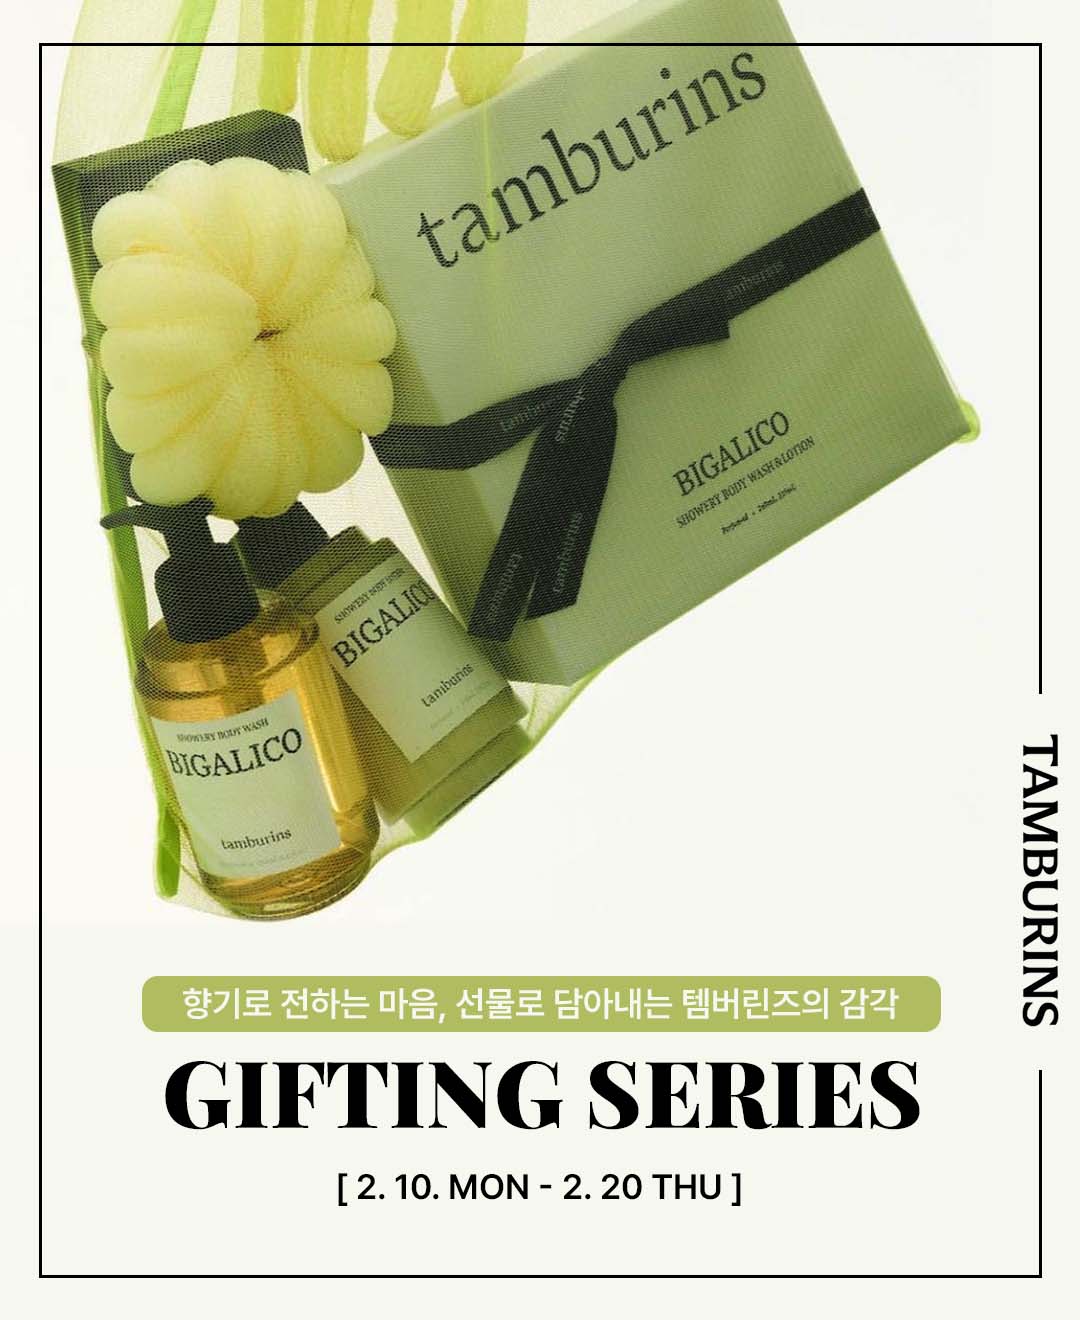 tamburins
tamburins
tamburins
tamburins
tamburins
BIGALICO
SHOWERY BODY WASH & LOTION
SHOWERY BODY LOTION
BIGALICO
tamburins
SHOWERY BODY WASH
BIGALICO
tamburins
TAMBURINS
향기로 전하는 마음, 선물로 담아내는 템버린즈의 감각
GIFTING SERIES
[ 2. 10. MON - 2. 20 THU ]